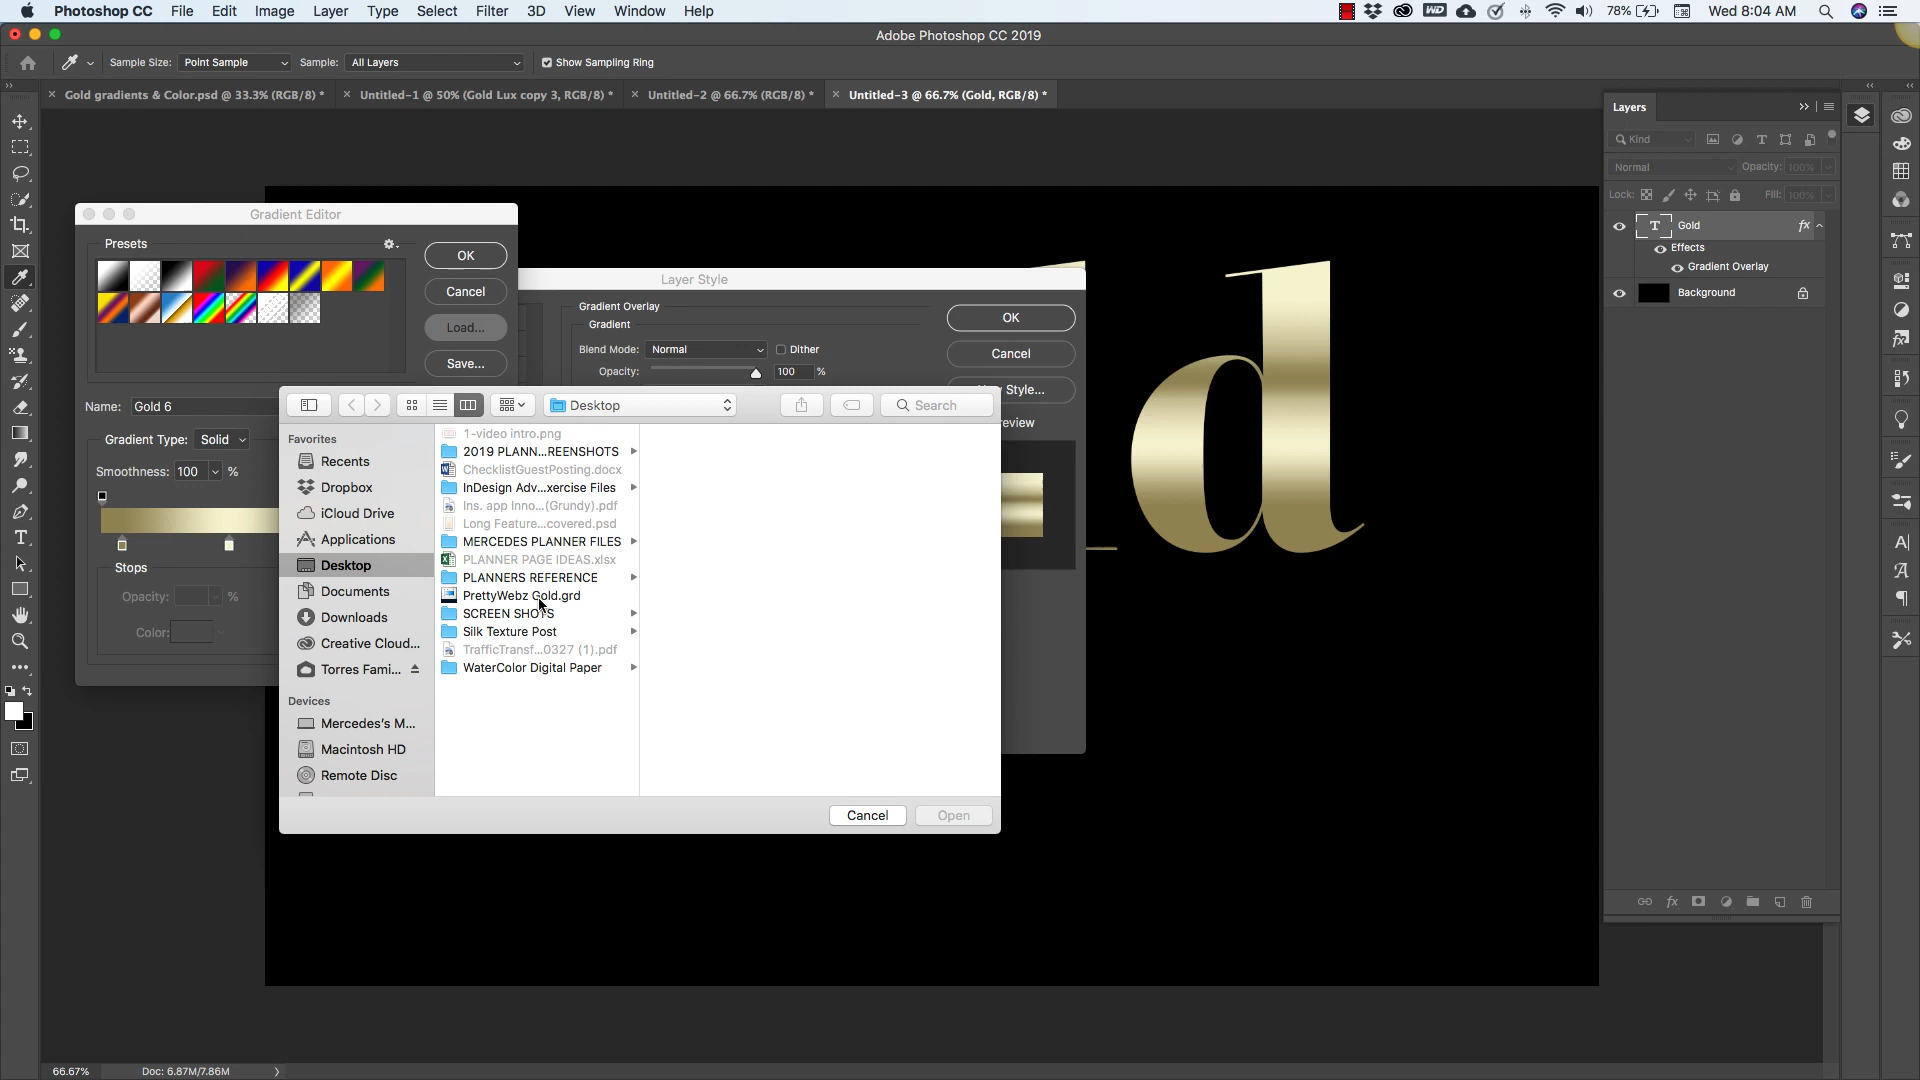 Photoshop CC File Edit Image Layer Type Select Filter 3D View Window Help
78% Wed 8:04 AM
Adobe Photoshop CC 2019
Sample Size: Point Sample Sample: All Layers Show Sampling Ring
Gold gradients & Color.psd @ 33.3% (RGB/8) *
Untitled-1 @ 50% (Gold Lux copy 3, RGB/8) *
Untitled-2 @ 66.7% (RGB/8) *
Untitled-3 @ 66.7% (Gold, RGB/8) *
Layers
Kind
Normal Opacity: 100%
Lock: Fill: 100%
T Gold fx
Effects
Gradient Overlay
Background
Gradient Editor
Presets
OK
Cancel
Load...
Save...
Name: Gold 6
Gradient Type: Solid
Smoothness: 100 %
Stops
Opacity: %
Color:
Layer Style
Gradient Overlay
Gradient
Blend Mode: Normal Dither
Opacity: 100 %
OK
Cancel
Style...
review
d
Desktop
Search
Favorites
Recents
Dropbox
iCloud Drive
Applications
Desktop
Documents
Downloads
Creative Cloud...
Torres Fami...
Devices
Mercedes's M...
Macintosh HD
Remote Disc
1-video intro.png
2019 PLANN...REENSHOTS
ChecklistGuestPosting.docx
InDesign Adv...xercise Files
Ins. app Inno...(Grundy).pdf
Long Feature...covered.psd
MERCEDES PLANNER FILES
PLANNER PAGE IDEAS.xlsx
PLANNERS REFERENCE
PrettyWebz Gold.grd
SCREEN SHOTS
Silk Texture Post
TrafficTransf...0327 (1).pdf
WaterColor Digital Paper
Cancel Open
66.67% Doc: 6.87M/7.86M